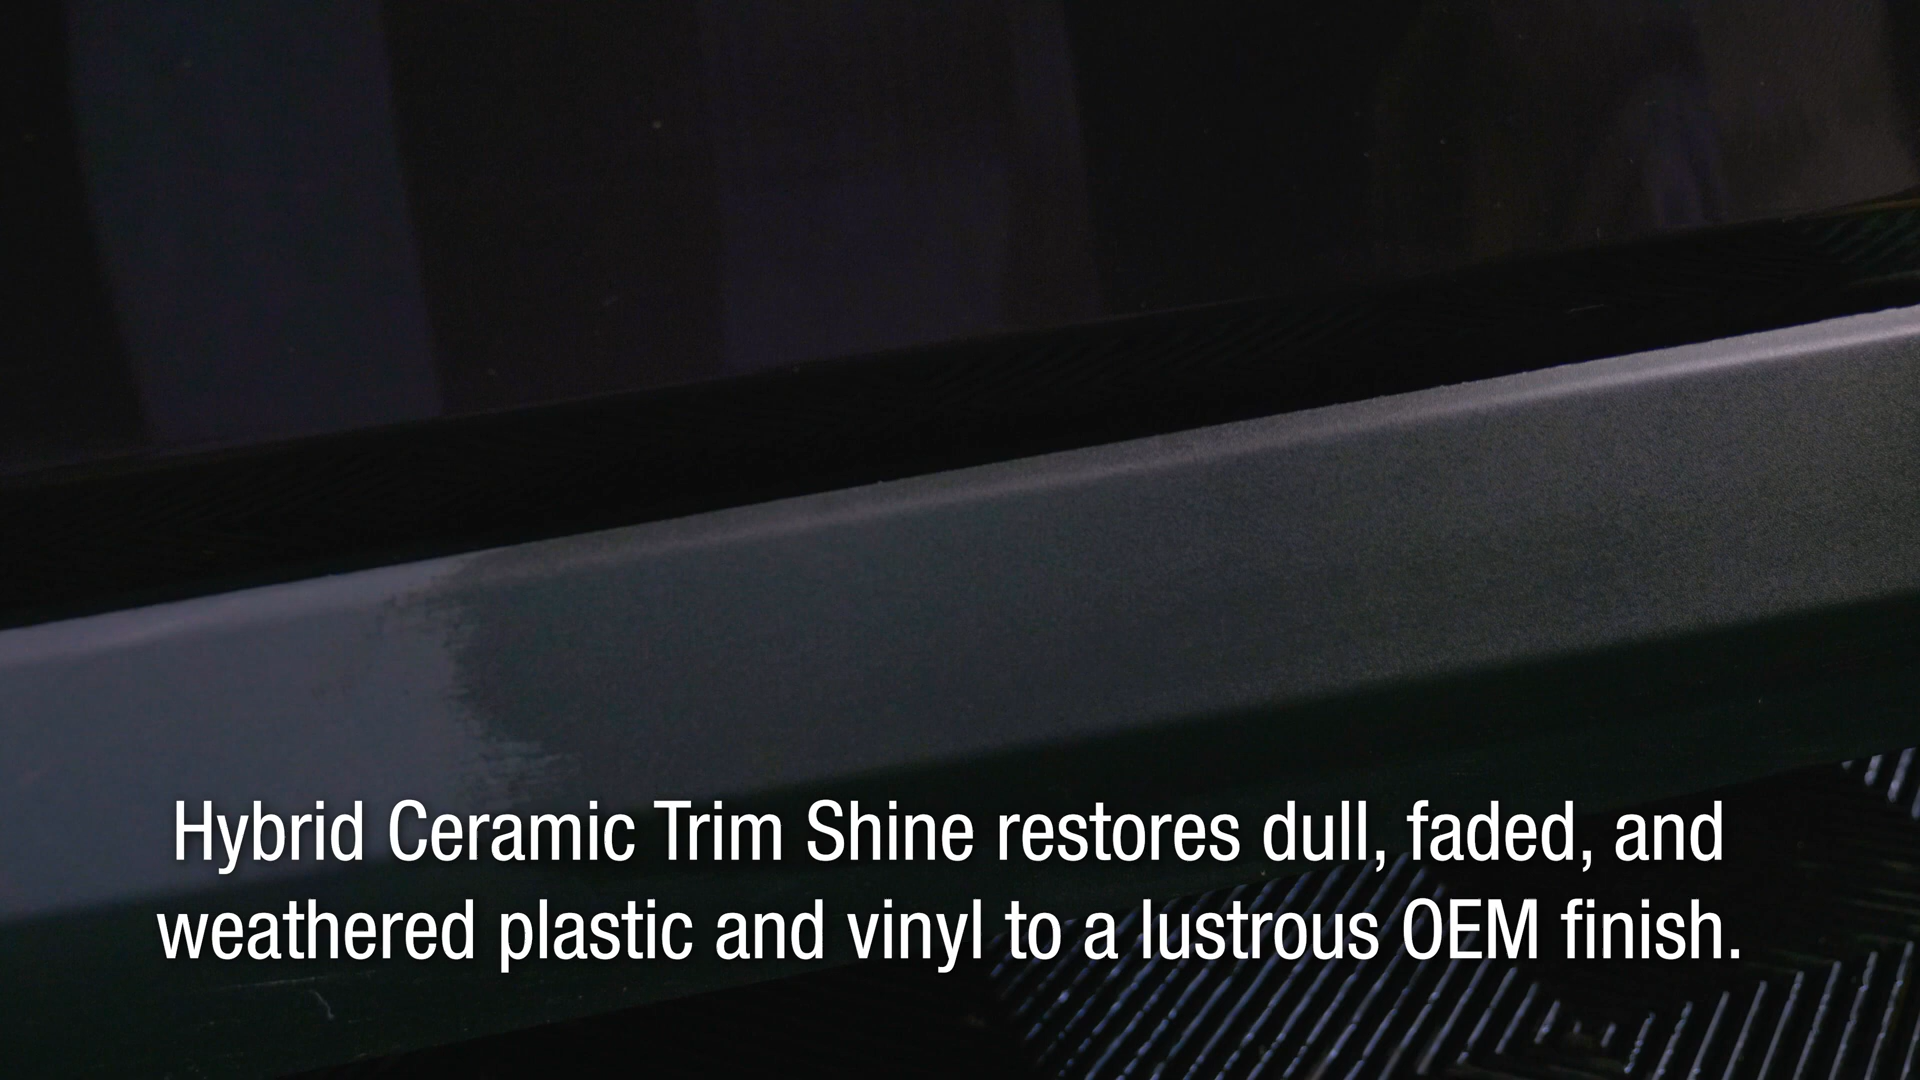 Hybrid Ceramic Trim Shine restores dull, faded, and
weathered plastic and vinyl to a lustrous OEM finish.